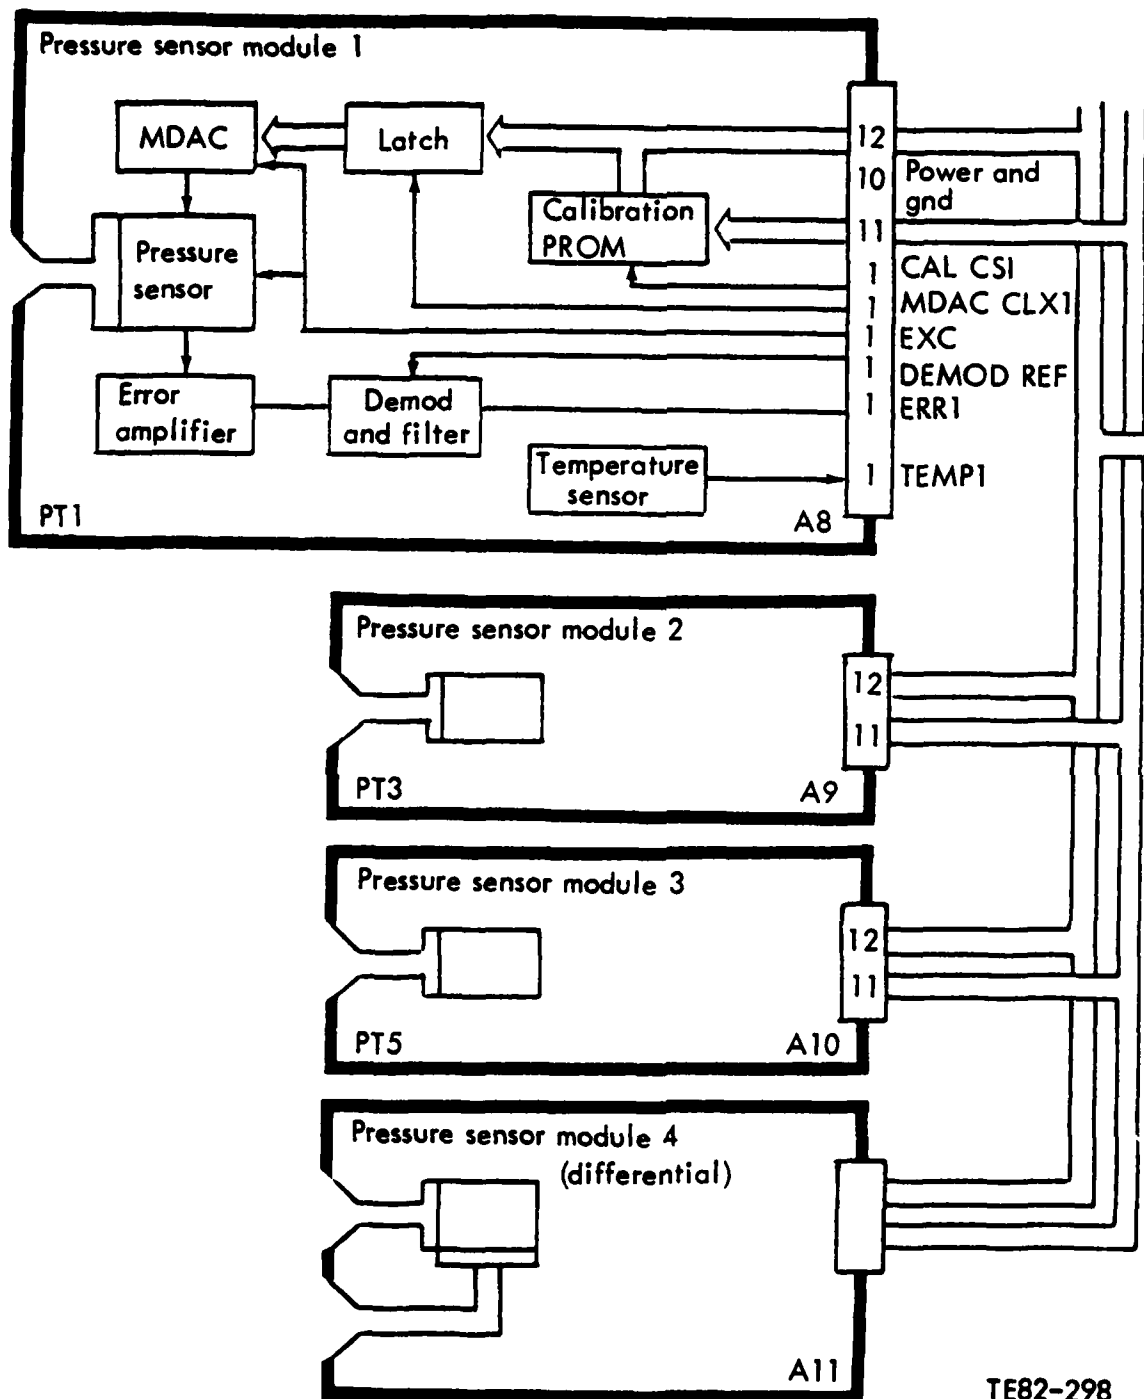 Pressure sensor module 1
MDAC
Latch
12
10
Power and
gnd
Calibration
PROM
11
Pressure
sensor
1
CAL CSI
1
MDAC CLX1
1
EXC
1
DEMOD REF
1
ERR1
Error
amplifier
Demod
and filter
Temperature
sensor
1
TEMP1
PT1
A8
Pressure sensor module 2
12
11
PT3
A9
Pressure sensor module 3
12
11
PT5
A10
Pressure sensor module 4
(differential)
A11
TE82-298